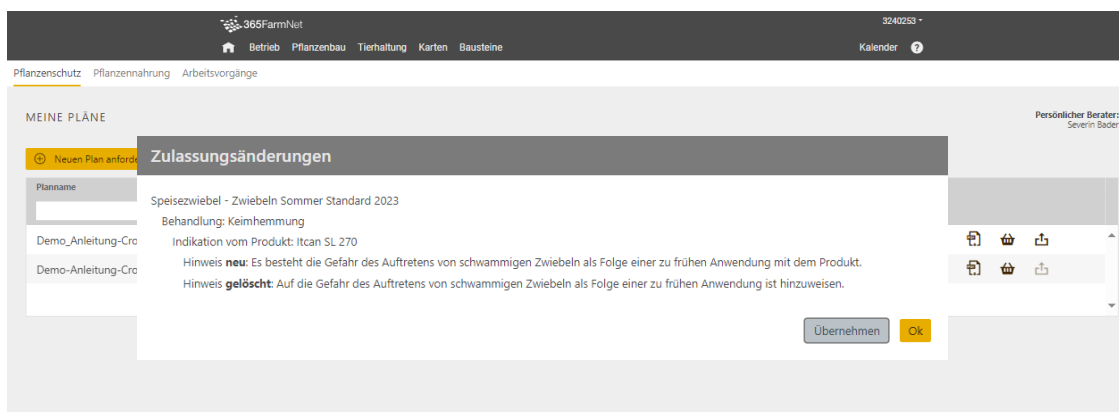 365FarmNet
3240253
Betrieb Pflanzenbau Tierhaltung Karten Bausteine
Kalender ?
Pflanzenschutz Pflanzennahrung Arbeitsvorgänge
MEINE PLÄNE
Persönlicher Berater:
Severin Bader
Neuen Plan anforde
Zulassungsänderungen
Planname
Speisezwiebel - Zwiebeln Sommer Standard 2023
Behandlung: Keimhemmung
Indikation vom Produkt: Itcan SL 270
Demo_Anleitung-Cro
Hinweis neu: Es besteht die Gefahr des Auftretens von schwammigen Zwiebeln als Folge einer zu frühen Anwendung mit dem Produkt.
Demo-Anleitung-Cro
Hinweis gelöscht: Auf die Gefahr des Auftretens von schwammigen Zwiebeln als Folge einer zu frühen Anwendung ist hinzuweisen.
Übernehmen Ok